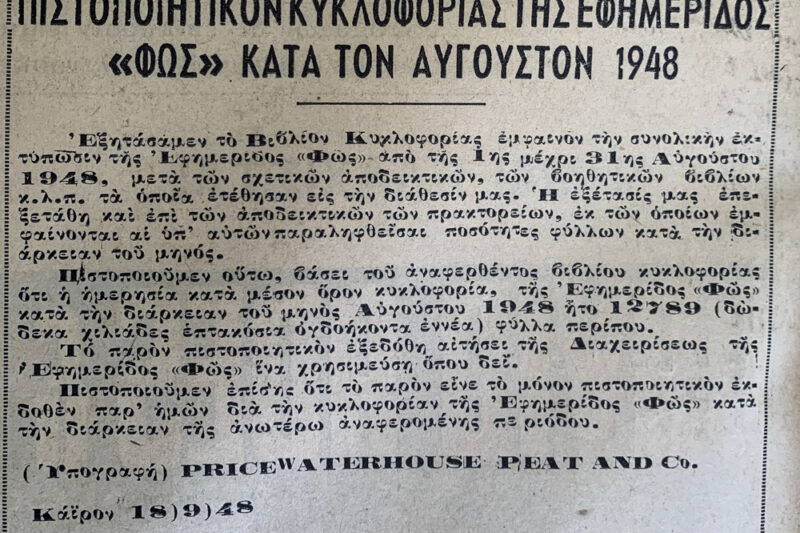 ΠΙΣΤΟΠΟΙΗΤΙΚΟΝ ΚΥΚΛΟΦΟΡΙΑΣ ΤΗΣ ΕΦΗΜΕΡΙΔΟΣ
«ΦΩΣ» ΚΑΤΑ ΤΟΝ ΑΥΓΟΥΣΤΟΝ 1948
Ἐξητάσαμεν τὸ Βιβλίον Κυκλοφορίας ἐμφαινον τὴν συνολικὴν ἐκ-
τύπωσιν τῆς Ἐφημερίδος «Φῶς» ἀπὸ τῆς 1ης μέχρι 31ης Αὐγούστου
1948, μετὰ τῶν σχετικῶν ἀποδεικτικῶν, τῶν βοηθητικῶν βιβλίων
κ.λ.π. τὰ ὁποῖα ἐτέθησαν εἰς τὴν διάθεσίν μας. Ἡ ἐξέτασίς μας ἐπε-
ξετάθη καὶ ἐπὶ τῶν ἀποδεικτικῶν τῶν πρακτορείων, ἐκ τῶν ὁποίων ἐμ-
φαίνονται αἱ ὑπ' αὐτῶν παραληφθεῖσαι ποσότητες φύλλων κατὰ τὴν δι-
άρκειαν τοῦ μηνός.
Πιστοποιοῦμεν οὕτω, βάσει τοῦ ἀναφερθέντος βιβλίου κυκλοφορίας
ὅτι ἡ ἡμερησία κατὰ μέσον ὅρον κυκλοφορία, τῆς Ἐφημερίδος «Φῶς»
κατὰ τὴν διάρκειαν τοῦ μηνὸς Αὐγούστου 1948 ἦτο 12789 (δώ-
δεκα χιλιάδες ἑπτακόσια ὀγδοήκοντα ἐννέα) φύλλα περίπου.
Τό παρὸν πιστοποιητικὸν ἐξεδόθη αἰτήσει τῆς Διαχειρίσεως τῆς
Ἐφημερίδος «Φῶς» ἵνα χρησιμεύσῃ ὅπου δεῖ.
Πιστοποιοῦμεν ἐπίσης ὅτι τὸ παρὸν εἶνε τὸ μόνον πιστοποιητικὸν ἐκ-
δοθὲν παρ' ἡμῶν διὰ τὴν κυκλοφορίαν τῆς Ἐφημερίδος «Φῶς» κατὰ
τὴν διάρκειαν τῆς ἀνωτέρω ἀναφερομένης περιόδου.
(Ὑπογραφή) PRICE WATERHOUSE PEAT AND Co.
Κάϊρον 18)9)48